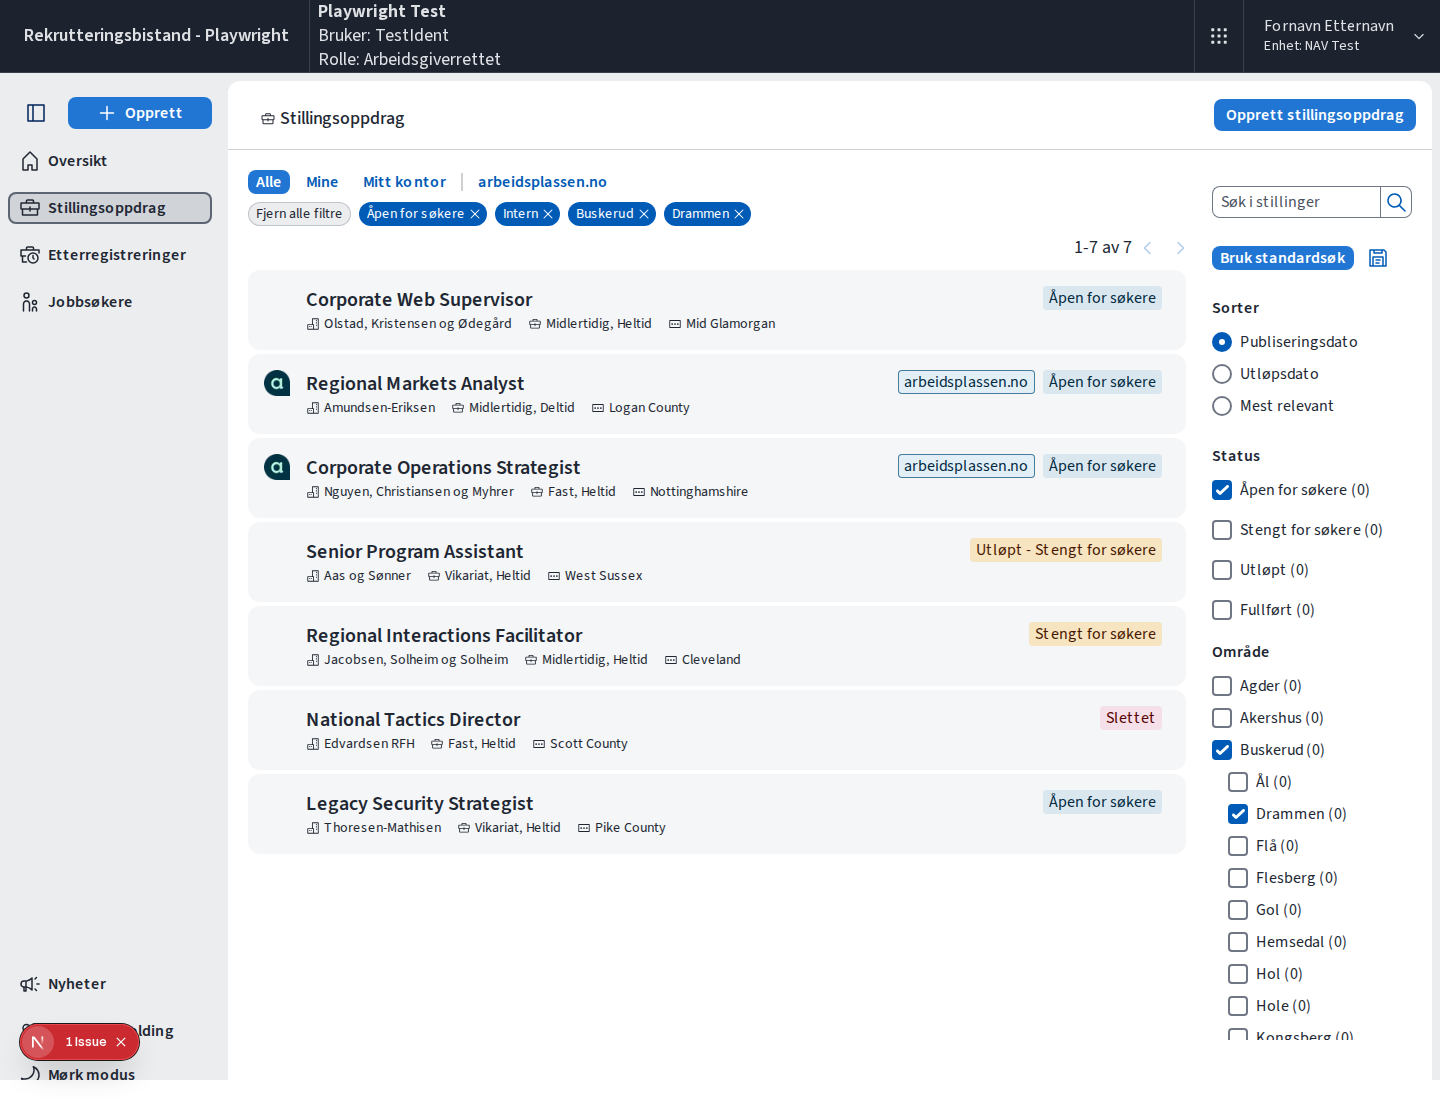 Rekrutteringsbistand - Playwright
Playwright Test
Bruker: TestIdent
Rolle: Arbeidsgiverrettet
Fornavn Etternavn
Enhet: NAV Test
Opprett
Oversikt
Stillingsoppdrag
Etterregistreringer
Jobbsøkere
Nyheter
elding
Mørk modus
1 Issue
Stillingsoppdrag
Opprett stillingsoppdrag
Alle Mine Mitt kontor arbeidsplassen.no
Fjern alle filtre Åpen for søkere Intern Buskerud Drammen
1-7 av 7
Corporate Web Supervisor
Åpen for søkere
Olstad, Kristensen og Ødegård Midlertidig, Heltid Mid Glamorgan
Regional Markets Analyst
arbeidsplassen.no Åpen for søkere
Amundsen-Eriksen Midlertidig, Deltid Logan County
Corporate Operations Strategist
arbeidsplassen.no Åpen for søkere
Nguyen, Christiansen og Myhrer Fast, Heltid Nottinghamshire
Senior Program Assistant
Utløpt - Stengt for søkere
Aas og Sønner Vikariat, Heltid West Sussex
Regional Interactions Facilitator
Stengt for søkere
Jacobsen, Solheim og Solheim Midlertidig, Heltid Cleveland
National Tactics Director
Slettet
Edvardsen RFH Fast, Heltid Scott County
Legacy Security Strategist
Åpen for søkere
Thoresen-Mathisen Vikariat, Heltid Pike County
Søk i stillinger
Bruk standardsøk
Sorter
Publiseringsdato
Utløpsdato
Mest relevant
Status
Åpen for søkere (0)
Stengt for søkere (0)
Utløpt (0)
Fullført (0)
Område
Agder (0)
Akershus (0)
Buskerud (0)
Ål (0)
Drammen (0)
Flå (0)
Flesberg (0)
Gol (0)
Hemsedal (0)
Hol (0)
Hole (0)
Kongsberg (0)